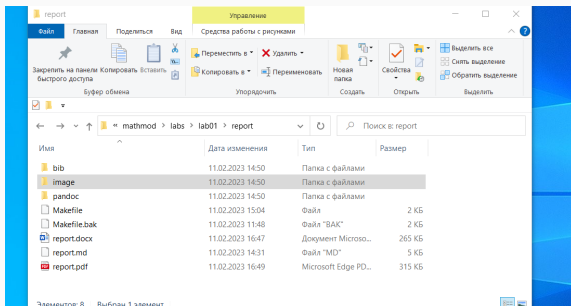 report
Управление
Файл Главная Поделиться Вид Средства работы с рисунками
Закрепить на панели быстрого доступа
Копировать
Вставить
Переместить в
Удалить
Копировать в
Переименовать
Новая папка
Свойства
Выделить все
Снять выделение
Обратить выделение
Буфер обмена Упорядочить Создать Открыть Выделить
« mathmod > labs > lab01 > report
Поиск в: report
Имя Дата изменения Тип Размер
bib 11.02.2023 14:50 Папка с файлами
image 11.02.2023 14:50 Папка с файлами
pandoc 11.02.2023 14:50 Папка с файлами
Makefile 11.02.2023 15:04 Файл 2 КБ
Makefile.bak 11.02.2023 11:48 Файл "BAK" 2 КБ
report.docx 11.02.2023 16:47 Документ Microso... 265 КБ
report.md 11.02.2023 14:31 Файл "MD" 5 КБ
report.pdf 11.02.2023 16:49 Microsoft Edge PD... 315 КБ
Элементов: 8 Выбран 1 элемент